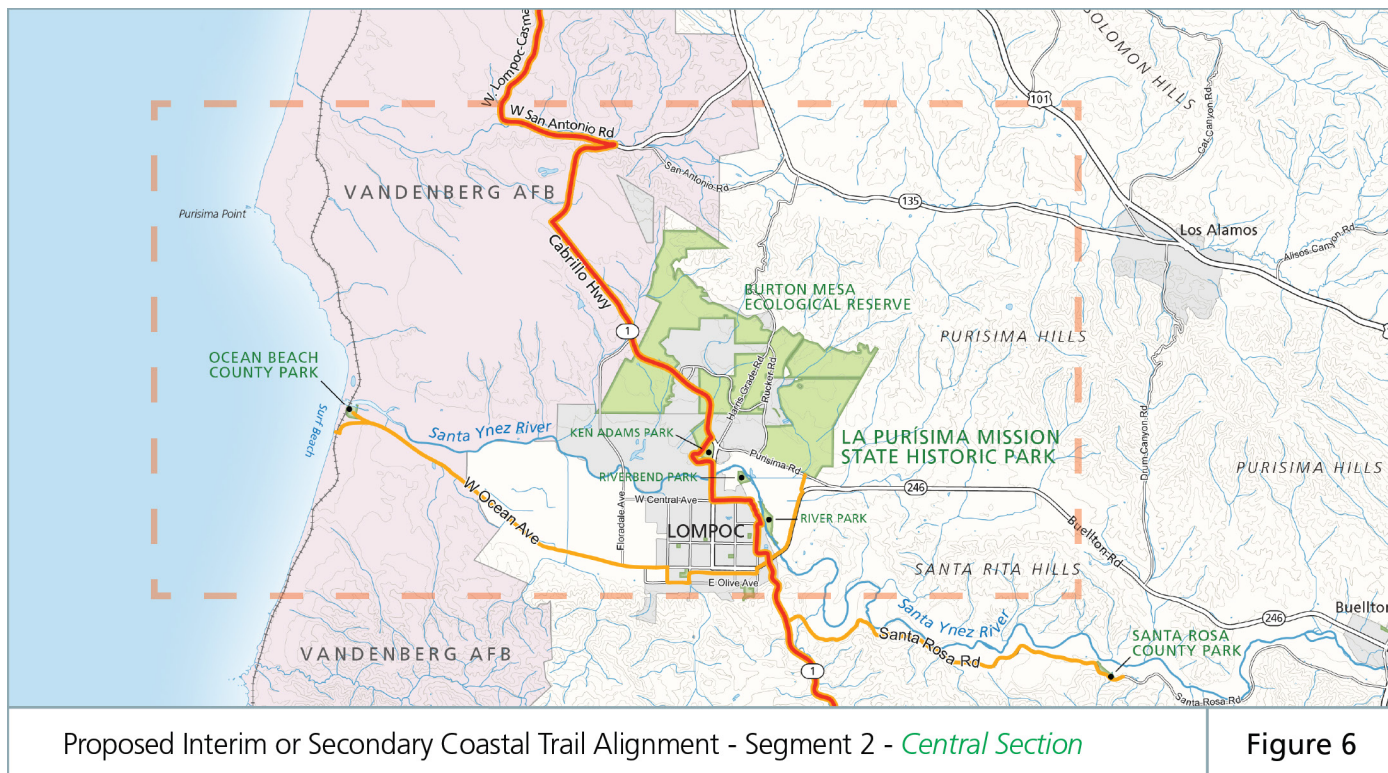 SOLOMON HILLS
W. Lompoc-Casma
101
Cat Canyon Rd
W San Antonio Rd
San Antonio Rd
VANDENBERG AFB
135
Purisima Point
Los Alamos
Alisos Canyon Rd
Cabrillo Hwy
BURTON MESA
ECOLOGICAL RESERVE
1
PURISIMA HILLS
OCEAN BEACH
COUNTY PARK
Harris Grade Rd
Rucker Rd
Surf Beach
Santa Ynez River
KEN ADAMS PARK
LA PURÍSIMA MISSION
STATE HISTORIC PARK
Drum Canyon Rd
Purisima Rd
PURISIMA HILLS
RIVERBEND PARK
246
W Ocean Ave
Floradale Ave
W Central Ave
RIVER PARK
LOMPOC
Buellton Rd
E Olive Ave
SANTA RITA HILLS
Santa Ynez River
246
Buellton
Santa Rosa Rd
SANTA ROSA
COUNTY PARK
VANDENBERG AFB
1
Santa Rosa Rd
Proposed Interim or Secondary Coastal Trail Alignment - Segment 2 - Central Section
Figure 6